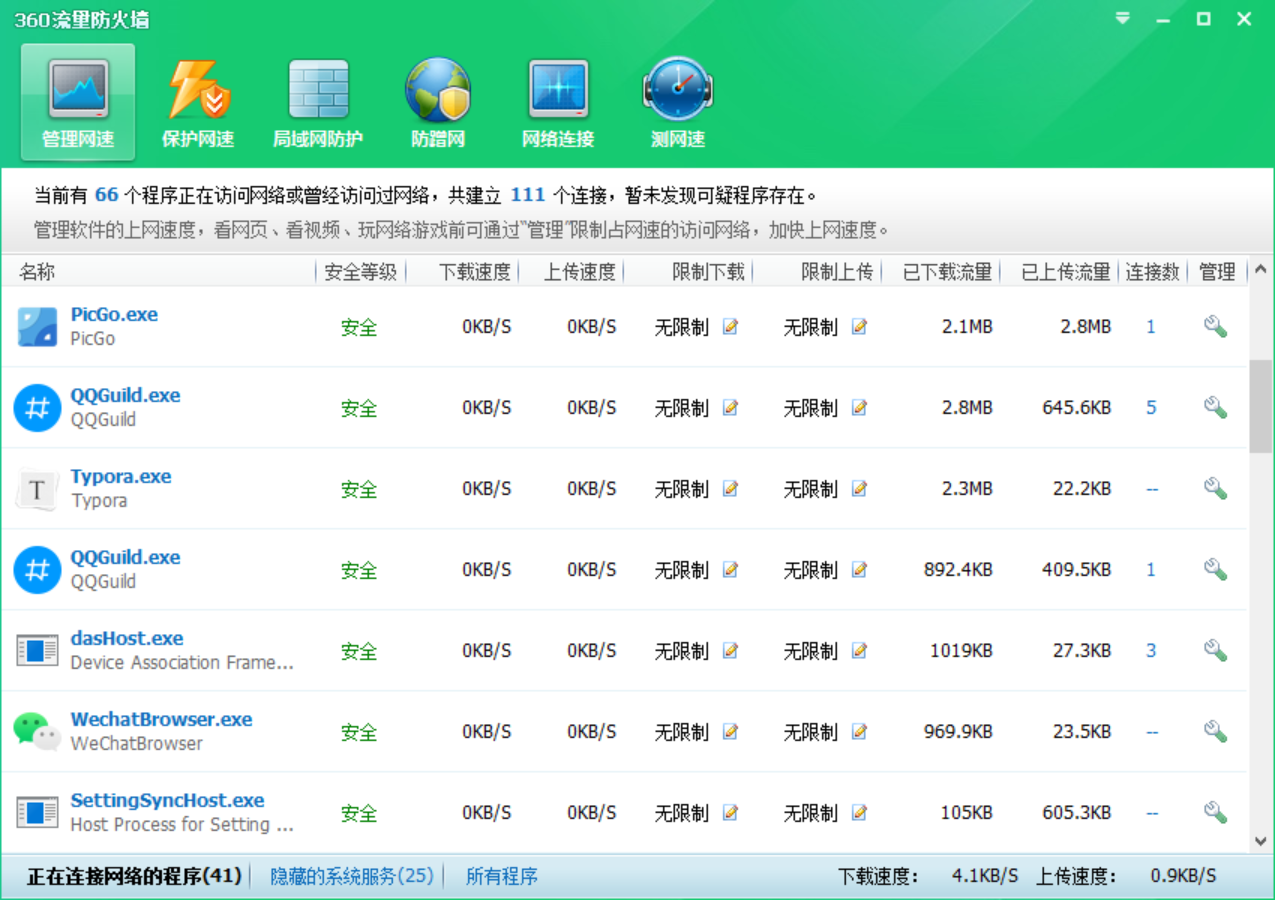 360流量防火墙
管理网速 保护网速 局域网防护 防蹭网 网络连接 测网速
当前有 66 个程序正在访问网络或曾经访问过网络，共建立 111 个连接，暂未发现可疑程序存在。
管理软件的上网速度，看网页、看视频、玩网络游戏前可通过"管理"限制占网速的访问网络，加快上网速度。
名称 安全等级 下载速度 上传速度 限制下载 限制上传 已下载流量 已上传流量 连接数 管理
PicGo.exe
PicGo
安全 0KB/S 0KB/S 无限制 无限制 2.1MB 2.8MB 1
QQGuild.exe
QQGuild
安全 0KB/S 0KB/S 无限制 无限制 2.8MB 645.6KB 5
T
Typora.exe
Typora
安全 0KB/S 0KB/S 无限制 无限制 2.3MB 22.2KB --
QQGuild.exe
QQGuild
安全 0KB/S 0KB/S 无限制 无限制 892.4KB 409.5KB 1
dasHost.exe
Device Association Frame...
安全 0KB/S 0KB/S 无限制 无限制 1019KB 27.3KB 3
WechatBrowser.exe
WeChatBrowser
安全 0KB/S 0KB/S 无限制 无限制 969.9KB 23.5KB --
SettingSyncHost.exe
Host Process for Setting ...
安全 0KB/S 0KB/S 无限制 无限制 105KB 605.3KB --
正在连接网络的程序(41) 隐藏的系统服务(25) 所有程序 下载速度： 4.1KB/S 上传速度： 0.9KB/S